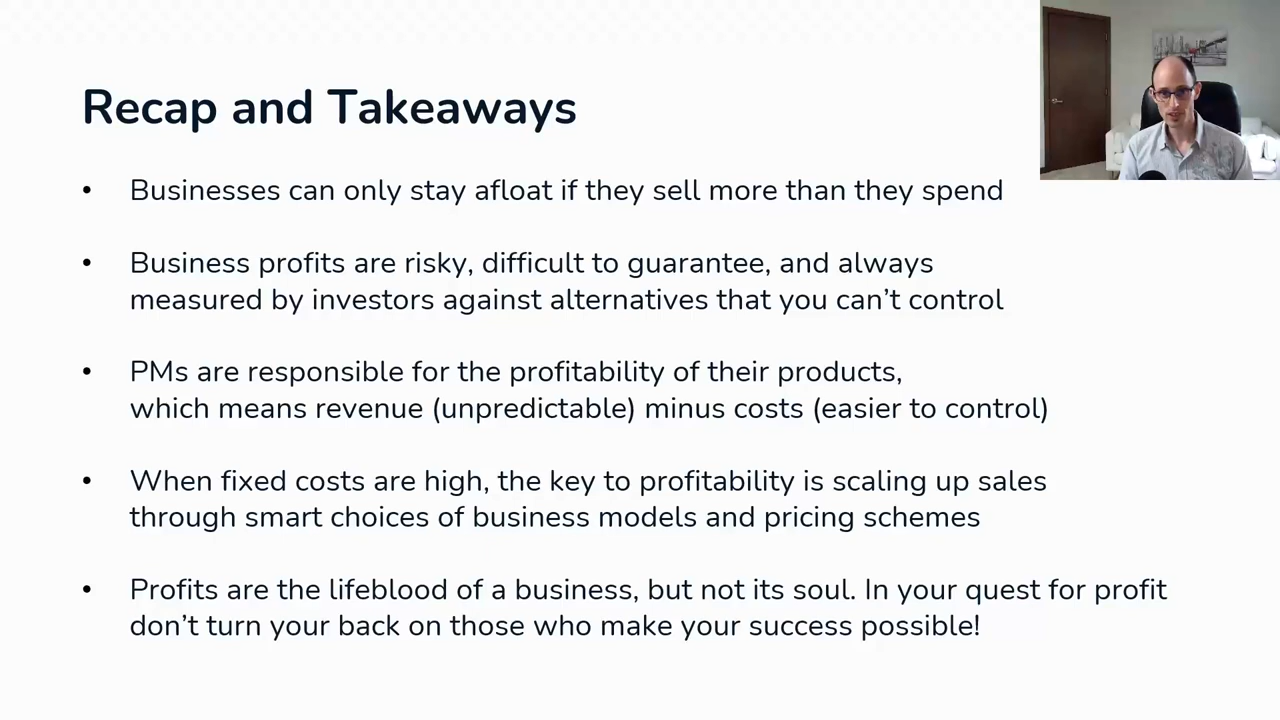 Recap and Takeaways
• Businesses can only stay afloat if they sell more than they spend
• Business profits are risky, difficult to guarantee, and always
measured by investors against alternatives that you can’t control
• PMs are responsible for the profitability of their products,
which means revenue (unpredictable) minus costs (easier to control)
• When fixed costs are high, the key to profitability is scaling up sales
through smart choices of business models and pricing schemes
• Profits are the lifeblood of a business, but not its soul. In your quest for profit
don’t turn your back on those who make your success possible!